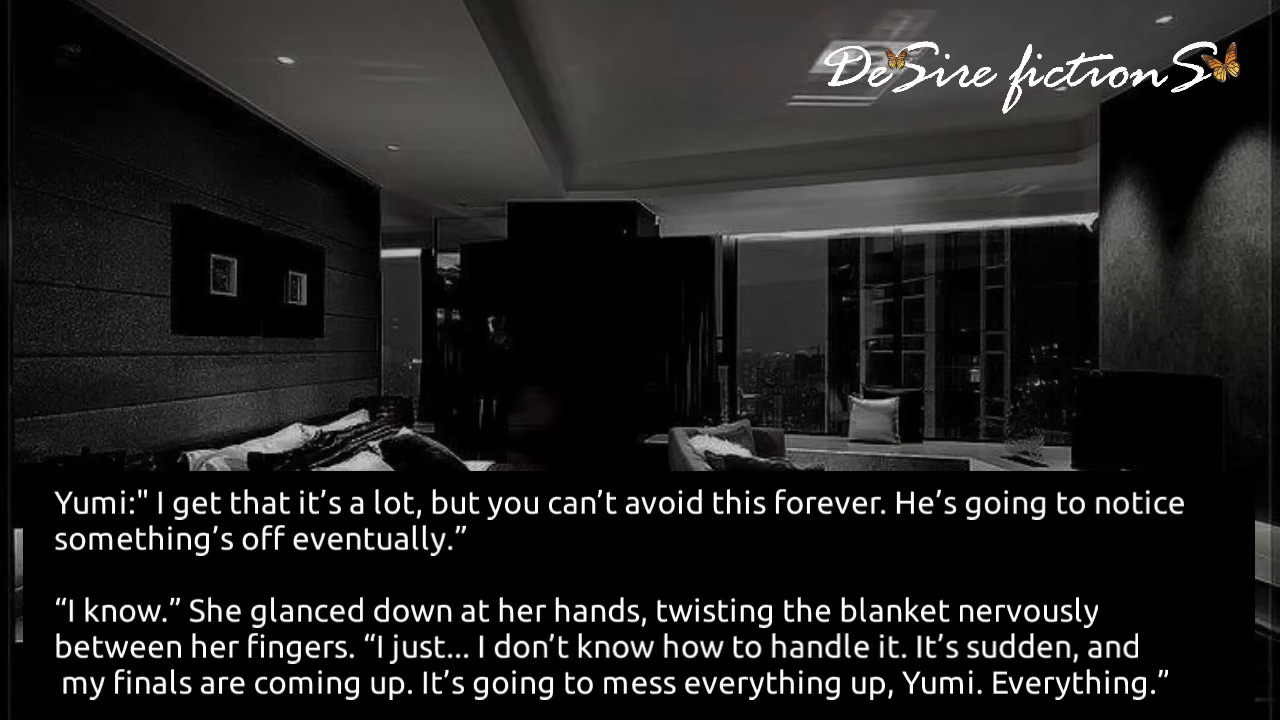 DeSire fictionS
Yumi:" I get that it’s a lot, but you can’t avoid this forever. He’s going to notice
something’s off eventually.”
“I know.” She glanced down at her hands, twisting the blanket nervously
between her fingers. “I just... I don’t know how to handle it. It’s sudden, and
my finals are coming up. It’s going to mess everything up, Yumi. Everything.”